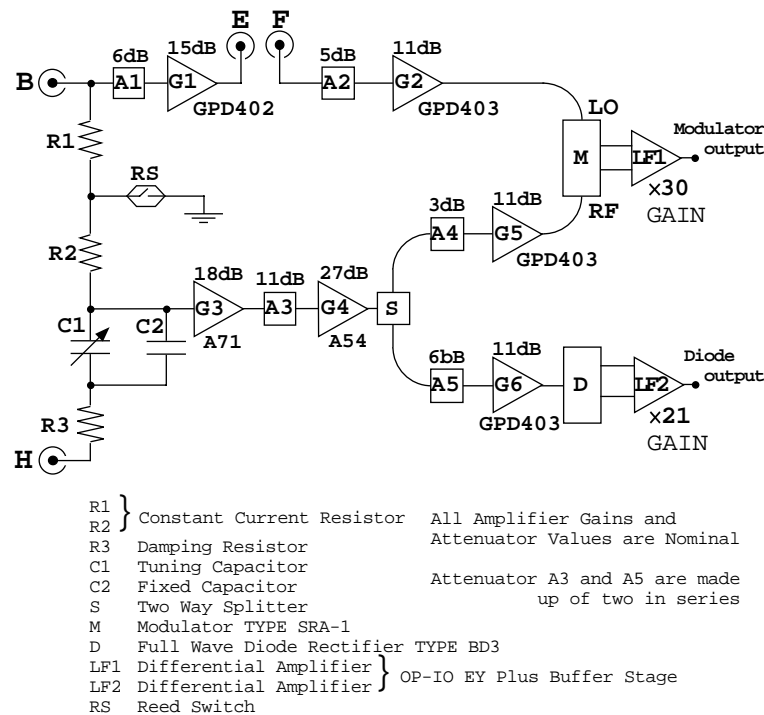 E F
6dB 15dB 5dB 11dB
B A1 G1 A2 G2
GPD402 GPD403 LO
R1 M LF1 Modulator output
RS ×30
3dB 11dB RF GAIN
R2 A4 G5
GPD403
18dB 11dB 27dB
C1 C2 G3 A3 G4 S
A71 A54
6bB 11dB Diode output
A5 G6 D LF2
R3 GPD403 ×21
H GAIN
R1 } Constant Current Resistor
R2
R3 Damping Resistor
C1 Tuning Capacitor
C2 Fixed Capacitor
S Two Way Splitter
M Modulator TYPE SRA-1
D Full Wave Diode Rectifier TYPE BD3
LF1 Differential Amplifier } OP-IO EY Plus Buffer Stage
LF2 Differential Amplifier
RS Reed Switch
All Amplifier Gains and
Attenuator Values are Nominal
Attenuator A3 and A5 are made
up of two in series